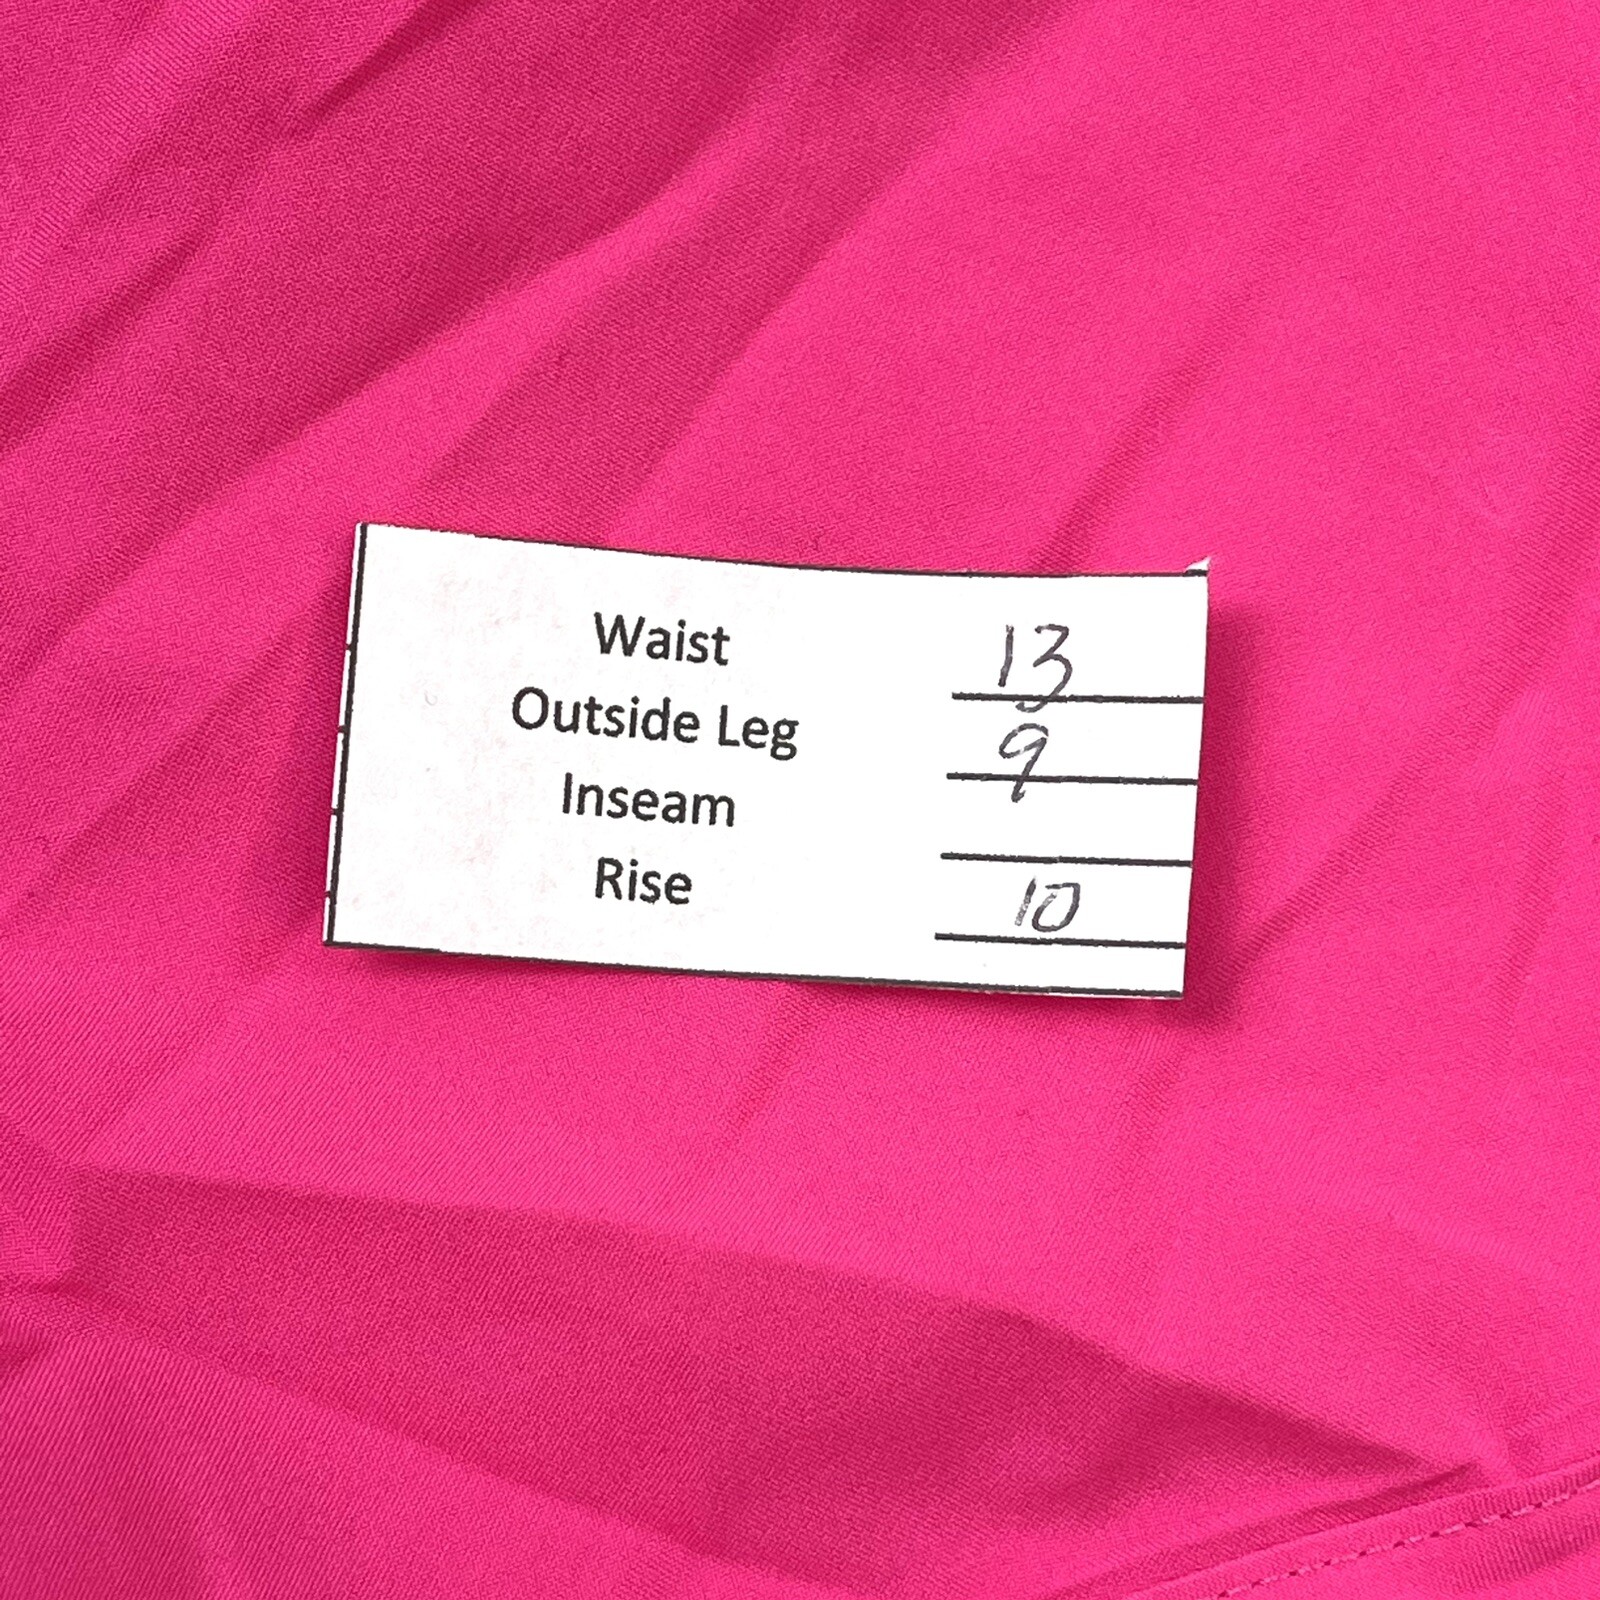 Waist 13
Outside Leg 9
Inseam
Rise 10